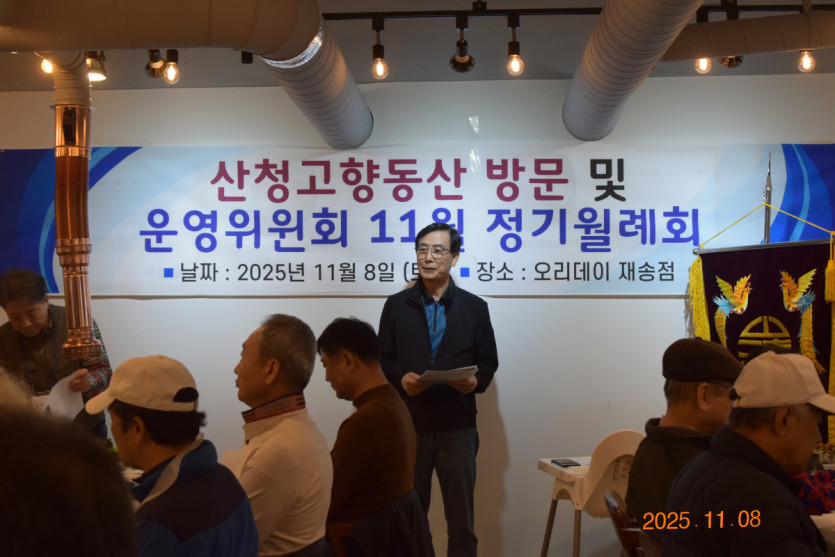 산청고향동산 방문 및
운영위원회 11월 정기월례회
■ 날짜 : 2025년 11월 8일 (토 ■ 장소 : 오리데이 재송점
2025.11.08